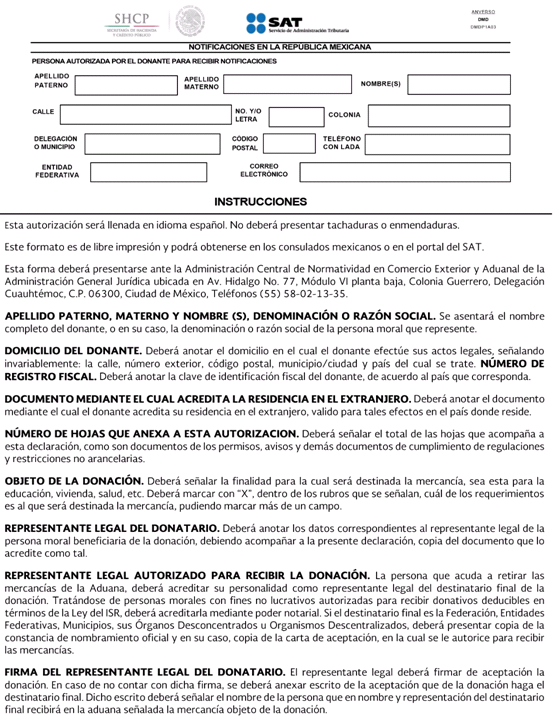 ANVERSO
SHCP
SECRETARÍA DE HACIENDA
Y CRÉDITO PÚBLICO
SAT
Servicio de Administración Tributaria
DMD
DMDIF1A03
NOTIFICACIONES EN LA REPÚBLICA MEXICANA
PERSONA AUTORIZADA POR EL DONANTE PARA RECIBIR NOTIFICACIONES
APELLIDO
PATERNO
APELLIDO
MATERNO
NOMBRE(S)
CALLE
NO. Y/O
LETRA
COLONIA
DELEGACIÓN
O MUNICIPIO
CÓDIGO
POSTAL
TELÉFONO
CON LADA
ENTIDAD
FEDERATIVA
CORREO
ELECTRÓNICO
INSTRUCCIONES
Esta autorización será llenada en idioma español. No deberá presentar tachaduras o enmendaduras.
Este formato es de libre impresión y podrá obtenerse en los consulados mexicanos o en el portal del SAT.
Esta forma deberá presentarse ante la Administración Central de Normatividad en Comercio Exterior y Aduanal de la
Administración General Jurídica ubicada en Av. Hidalgo No. 77, Módulo VI planta baja, Colonia Guerrero, Delegación
Cuauhtémoc, C.P. 06300, Ciudad de México, Teléfonos (55) 58-02-13-35.
APELLIDO PATERNO, MATERNO Y NOMBRE (S), DENOMINACIÓN O RAZÓN SOCIAL. Se asentará el nombre
completo del donante, o en su caso, la denominación o razón social de la persona moral que represente.
DOMICILIO DEL DONANTE. Deberá anotar el domicilio en el cual el donante efectúe sus actos legales, señalando
invariablemente: la calle, número exterior, código postal, municipio/ciudad y país del cual se trate. NÚMERO DE
REGISTRO FISCAL. Deberá anotar la clave de identificación fiscal del donante, de acuerdo al país que corresponda.
DOCUMENTO MEDIANTE EL CUAL ACREDITA LA RESIDENCIA EN EL EXTRANJERO. Deberá anotar el documento
mediante el cual el donante acredita su residencia en el extranjero, valido para tales efectos en el país donde reside.
NÚMERO DE HOJAS QUE ANEXA A ESTA AUTORIZACION. Deberá señalar el total de las hojas que acompaña a
esta declaración, como son documentos de los permisos, avisos y demás documentos de cumplimiento de regulaciones
y restricciones no arancelarias.
OBJETO DE LA DONACIÓN. Deberá señalar la finalidad para la cual será destinada la mercancía, sea esta para la
educación, vivienda, salud, etc. Deberá marcar con "X", dentro de los rubros que se señalan, cuál de los requerimientos
es al que será destinada la mercancía, pudiendo marcar más de un campo.
REPRESENTANTE LEGAL DEL DONATARIO. Deberá anotar los datos correspondientes al representante legal de la
persona moral beneficiaria de la donación, debiendo acompañar a la presente declaración, copia del documento que lo
acredite como tal.
REPRESENTANTE LEGAL AUTORIZADO PARA RECIBIR LA DONACIÓN. La persona que acuda a retirar las
mercancías de la Aduana, deberá acreditar su personalidad como representante legal del destinatario final de la
donación. Tratándose de personas morales con fines no lucrativos autorizadas para recibir donativos deducibles en
términos de la Ley del ISR, deberá acreditarla mediante poder notarial. Si el destinatario final es la Federación, Entidades
Federativas, Municipios, sus Órganos Desconcentrados u Organismos Descentralizados, deberá presentar copia de la
constancia de nombramiento oficial y en su caso, copia de la carta de aceptación, en la cual se le autorice para recibir
las mercancías.
FIRMA DEL REPRESENTANTE LEGAL DEL DONATARIO. El representante legal deberá firmar de aceptación la
donación. En caso de no contar con dicha firma, se deberá anexar escrito de la aceptación que de la donación haga el
destinatario final. Dicho escrito deberá señalar el nombre de la persona que en nombre y representación del destinatario
final recibirá en la aduana señalada la mercancía objeto de la donación.